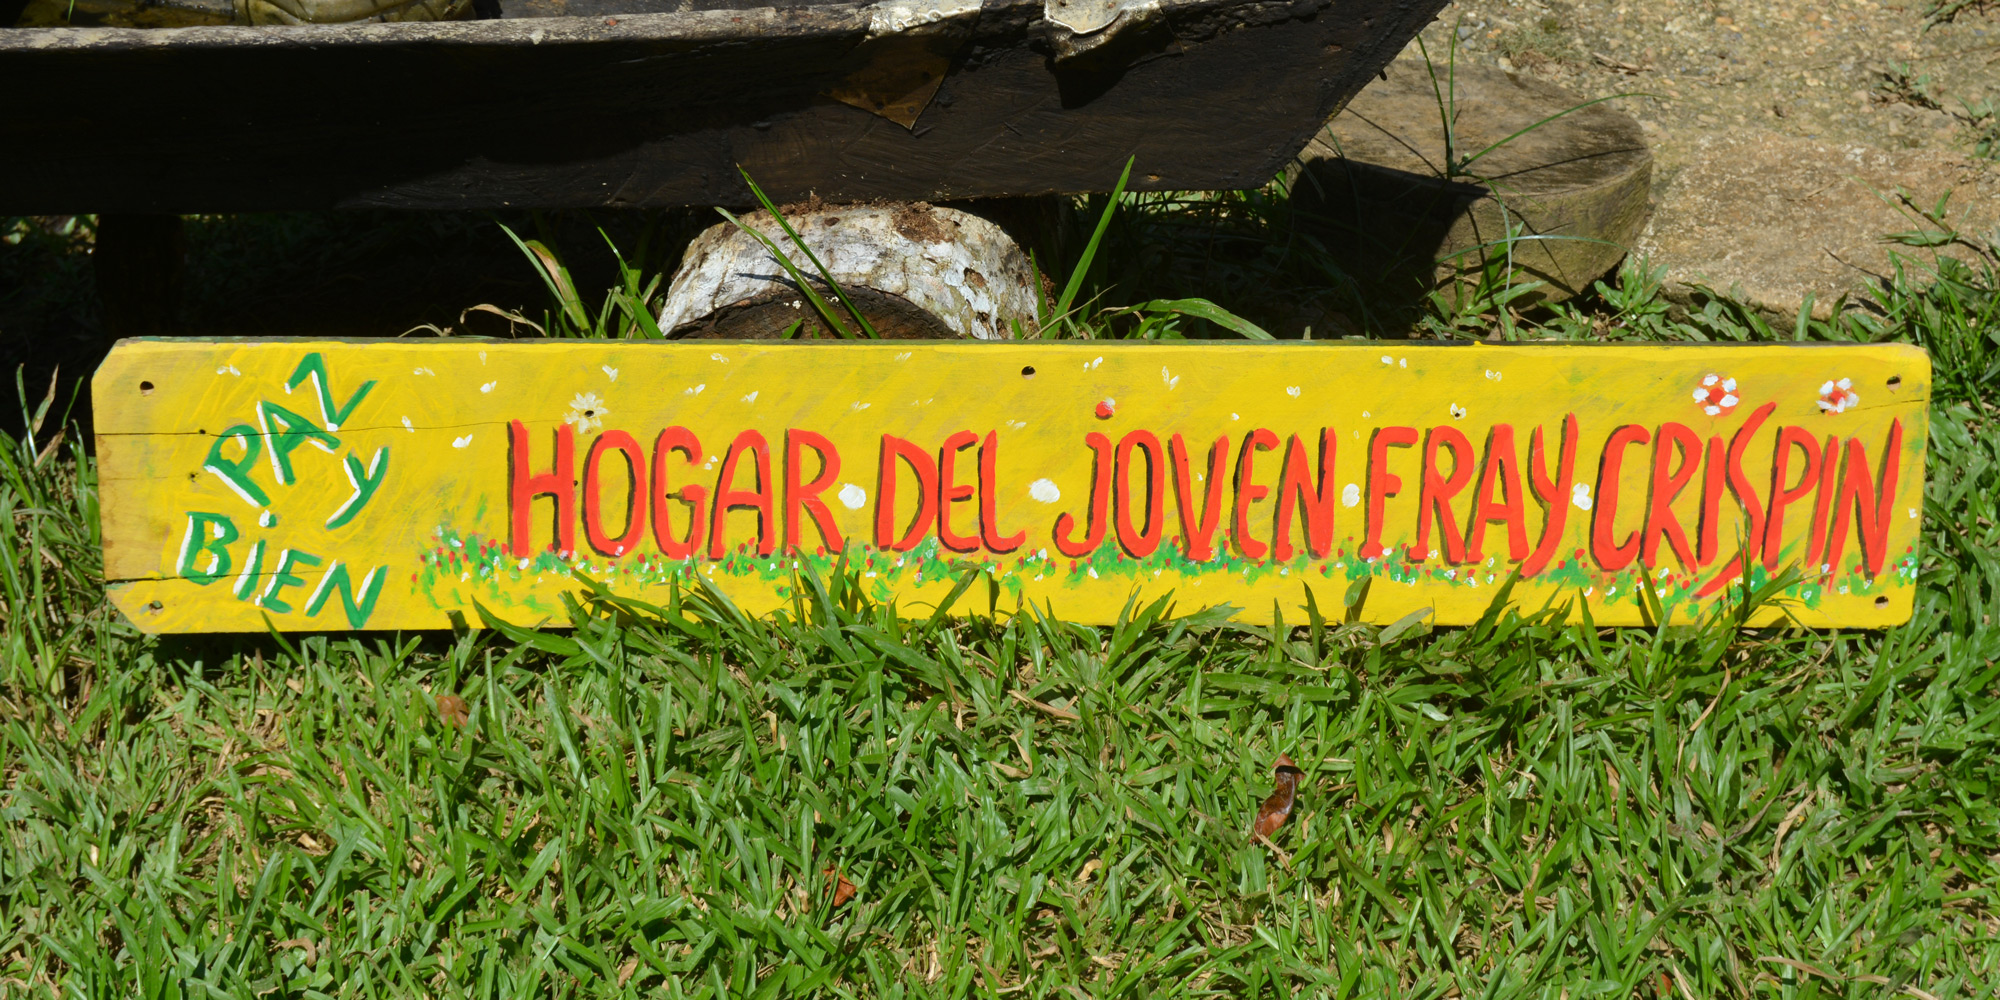 PAZ
y
BiEN
HOGAR DEL JOVEN FRAY CRISPIN